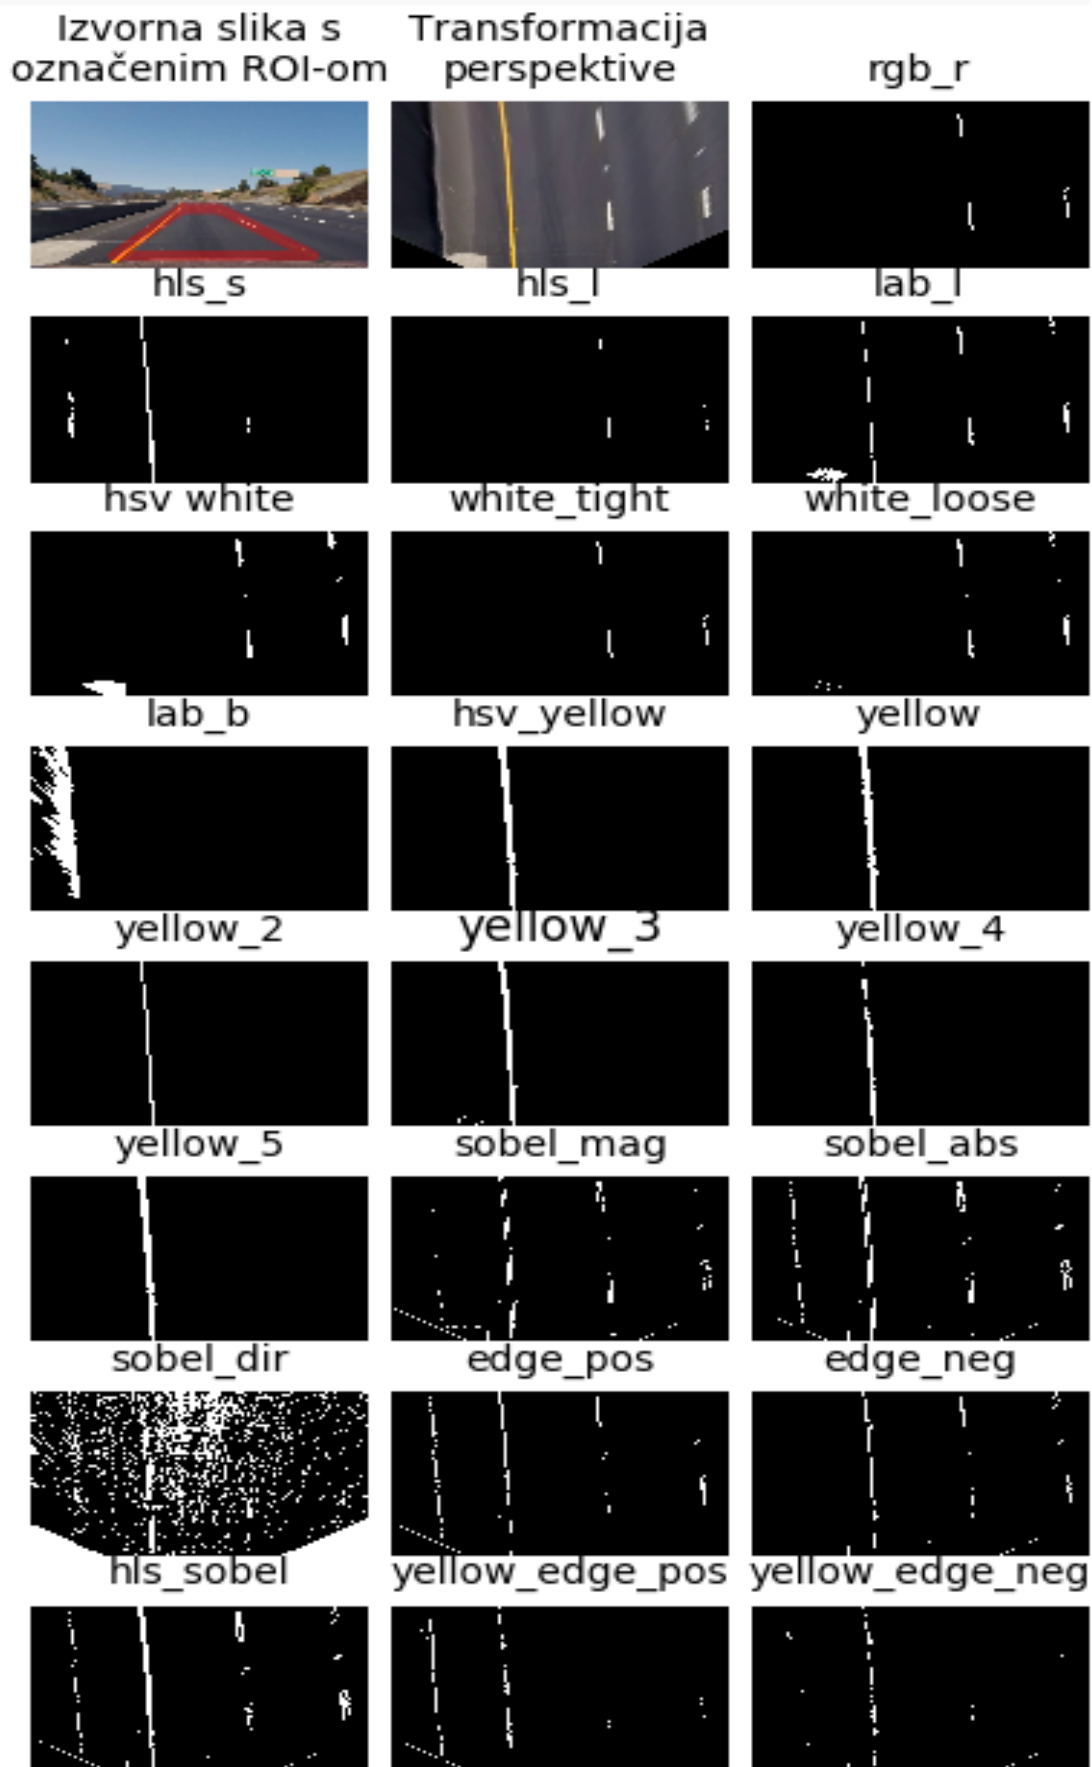 Izvorna slika s
označenim ROI-om
Transformacija
perspektive
rgb_r
hls_s
hls_l
lab_l
hsv white
white_tight
white_loose
lab_b
hsv_yellow
yellow
yellow_2
yellow_3
yellow_4
yellow_5
sobel_mag
sobel_abs
sobel_dir
edge_pos
edge_neg
hls_sobel
yellow_edge_pos
yellow_edge_neg